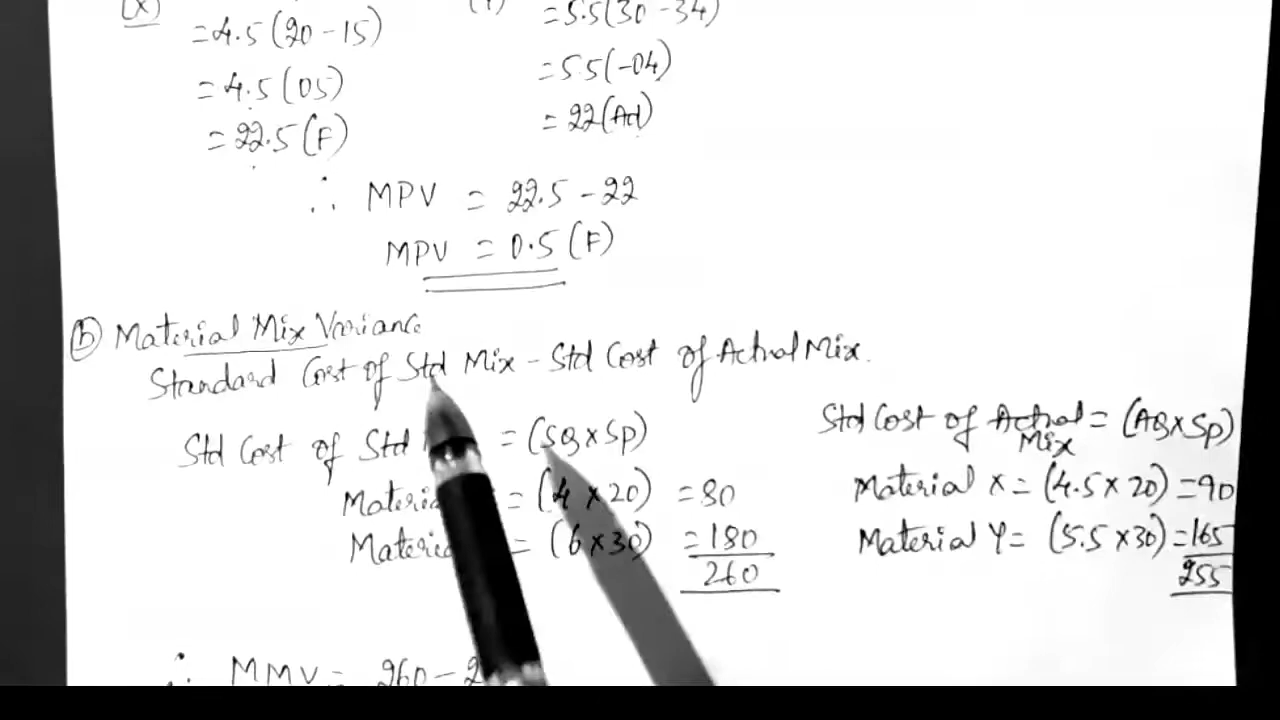 (X)
= 4.5 (20 - 15)
= 4.5 (05)
= 22.5 (F)
= 5.5 (30 - 34)
= 5.5 (-04)
= 22 (Ad)
∴ MPV = 22.5 - 22
MPV = 0.5 (F)
(b) Material Mix Variance
Standard Cost of Std Mix - Std Cost of Actual Mix.
Std Cost of Std = (SQ x SP)
= (4 x 20) = 80
= (6 x 30) = 180
260
Std Cost of Actual Mix = (AQ x SP)
Material X = (4.5 x 20) = 90
Material Y = (5.5 x 30) = 165
255
∴ MMV = 260 - 2